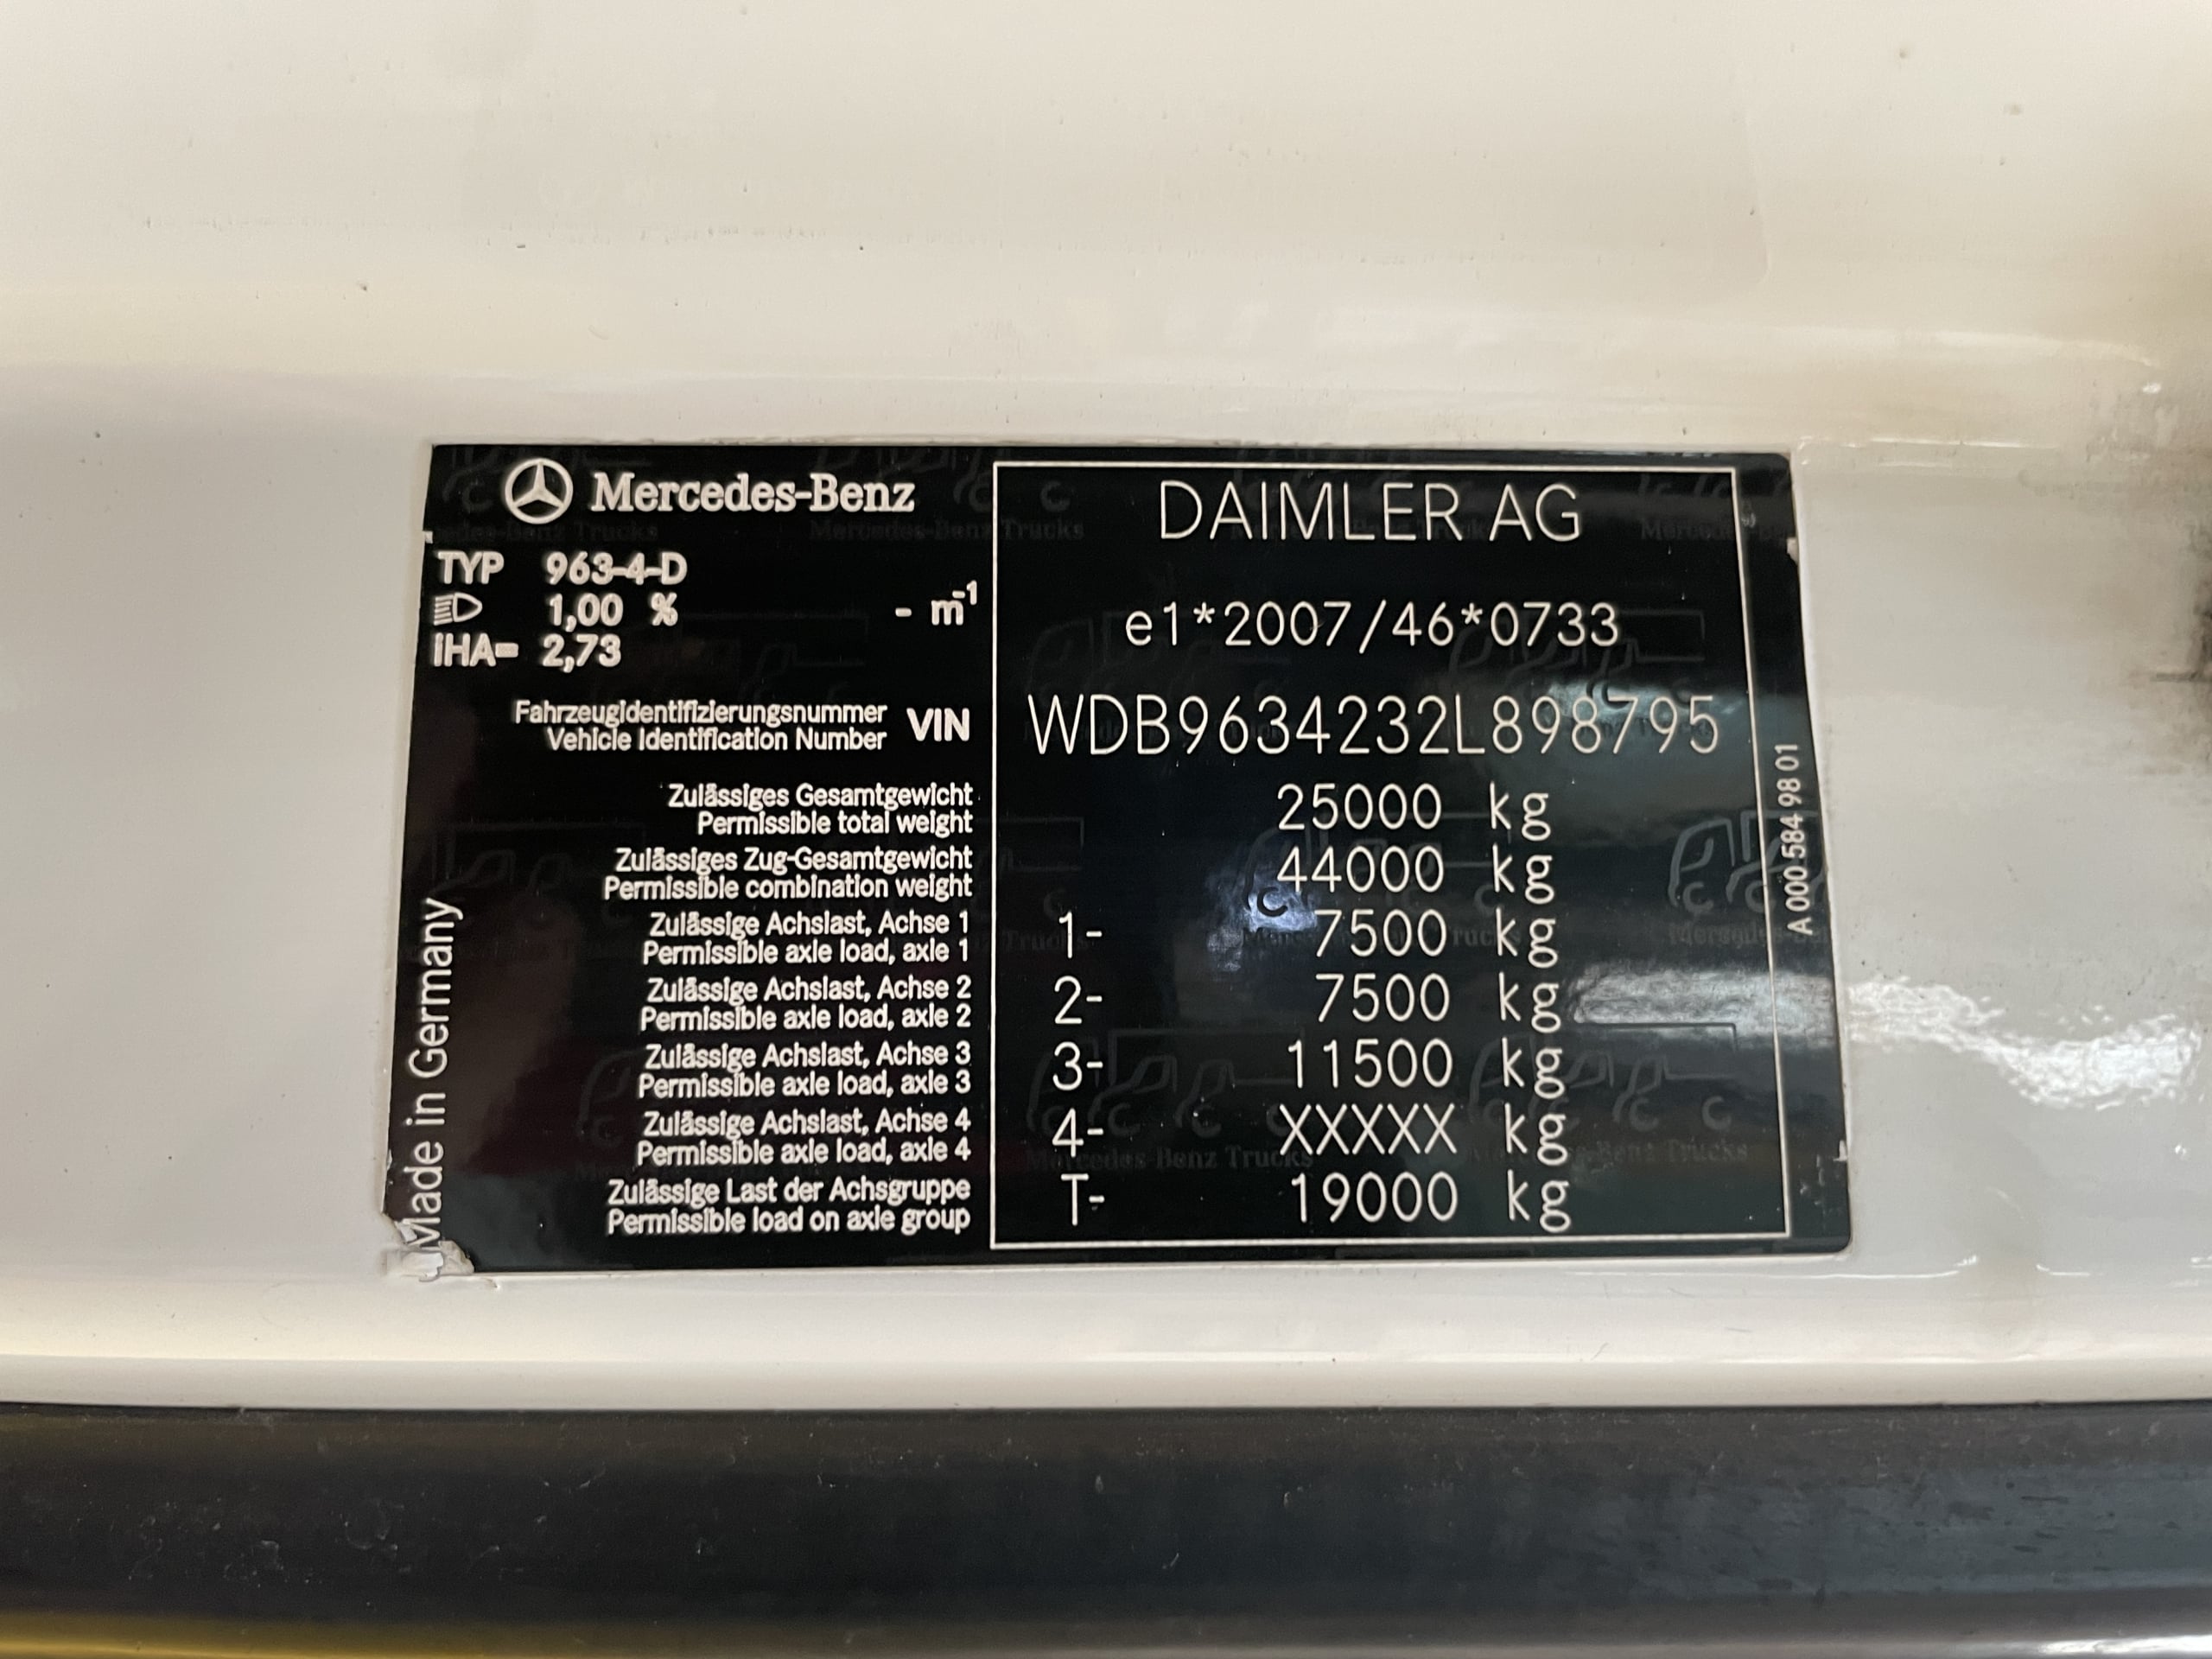 Mercedes-Benz
TYP 963-4-D
1,00 % - m-1
iHA= 2,73
DAIMLER AG
e1*2007/46*0733
Fahrzeugidentifizierungsnummer
Vehicle Identification Number
VIN WDB9634232L898795
Zulässiges Gesamtgewicht
Permissible total weight
25000 kg
Zulässiges Zug-Gesamtgewicht
Permissible combination weight
44000 kg
Zulässige Achslast, Achse 1
Permissible axle load, axle 1
1- 7500 kg
Zulässige Achslast, Achse 2
Permissible axle load, axle 2
2- 7500 kg
Zulässige Achslast, Achse 3
Permissible axle load, axle 3
3- 11500 kg
Zulässige Achslast, Achse 4
Permissible axle load, axle 4
4- XXXXX kg
Zulässige Last der Achsgruppe
Permissible load on axle group
T- 19000 kg
Made in Germany
A 000 584 98 01